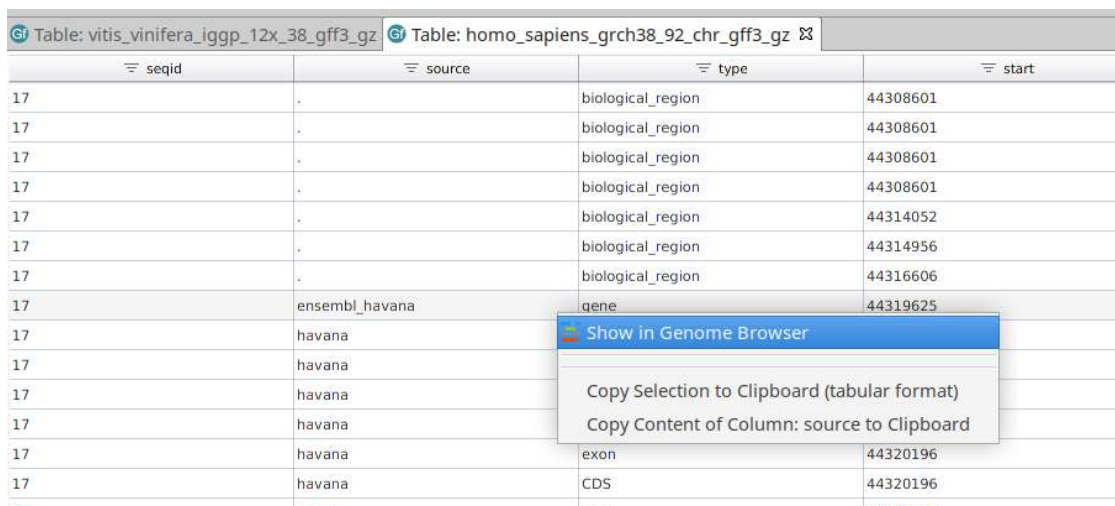 Gf Table: vitis_vinifera_iggp_12x_38_gff3_gz Gf Table: homo_sapiens_grch38_92_chr_gff3_gz
seqid source type start
17 . biological_region 44308601
17 . biological_region 44308601
17 . biological_region 44308601
17 . biological_region 44308601
17 . biological_region 44314052
17 . biological_region 44314956
17 . biological_region 44316606
17 ensembl_havana gene 44319625
17 havana
Show in Genome Browser
17 havana
17 havana
Copy Selection to Clipboard (tabular format)
17 havana
Copy Content of Column: source to Clipboard
17 havana exon 44320196
17 havana CDS 44320196